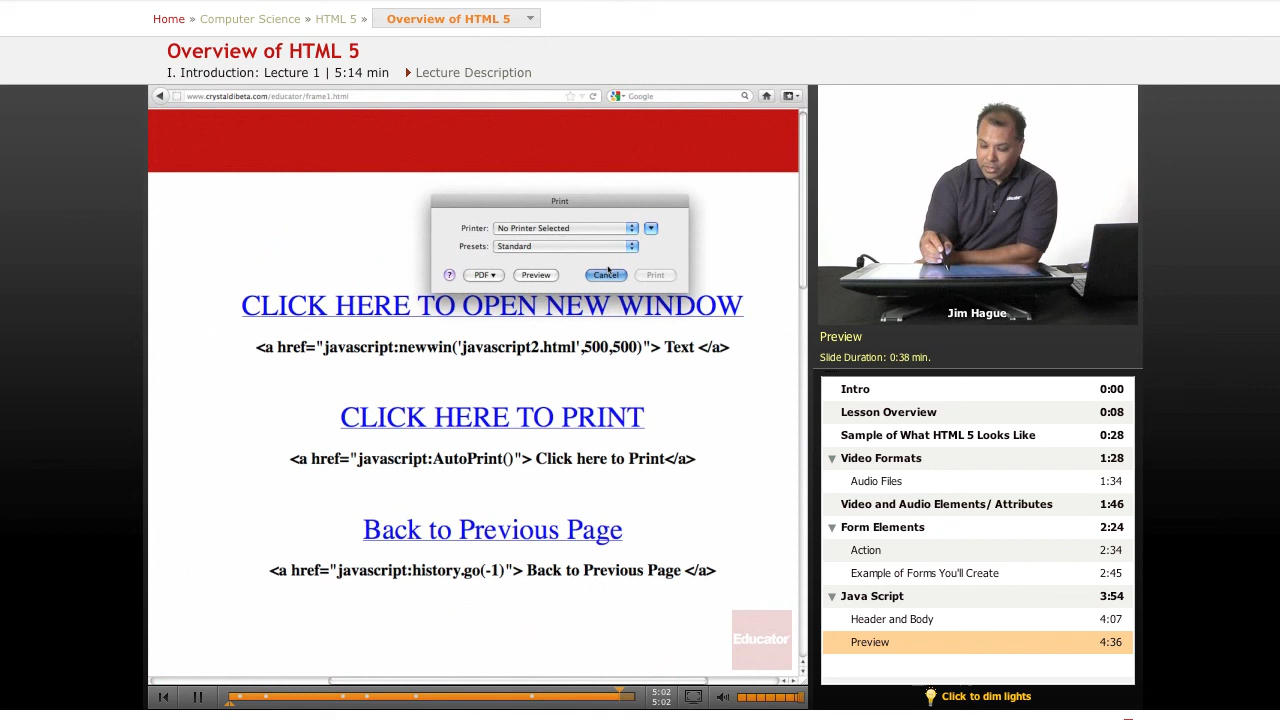 Home » Computer Science » HTML 5 » Overview of HTML 5
Overview of HTML 5
I. Introduction: Lecture 1 | 5:14 min Lecture Description
www.crystaldibeta.com/educator/frame1.html
Google
Print
Printer: No Printer Selected
Presets: Standard
? PDF Preview Cancel Print
CLICK HERE TO OPEN NEW WINDOW
<a href="javascript:newwin('javascript2.html',500,500)"> Text </a>
CLICK HERE TO PRINT
<a href="javascript:AutoPrint()"> Click here to Print</a>
Back to Previous Page
<a href="javascript:history.go(-1)"> Back to Previous Page </a>
Educator
5:02
5:02
Jim Hague
Preview
Slide Duration: 0:38 min.
Intro 0:00
Lesson Overview 0:08
Sample of What HTML 5 Looks Like 0:28
Video Formats 1:28
Audio Files 1:34
Video and Audio Elements/ Attributes 1:46
Form Elements 2:24
Action 2:34
Example of Forms You'll Create 2:45
Java Script 3:54
Header and Body 4:07
Preview 4:36
Click to dim lights